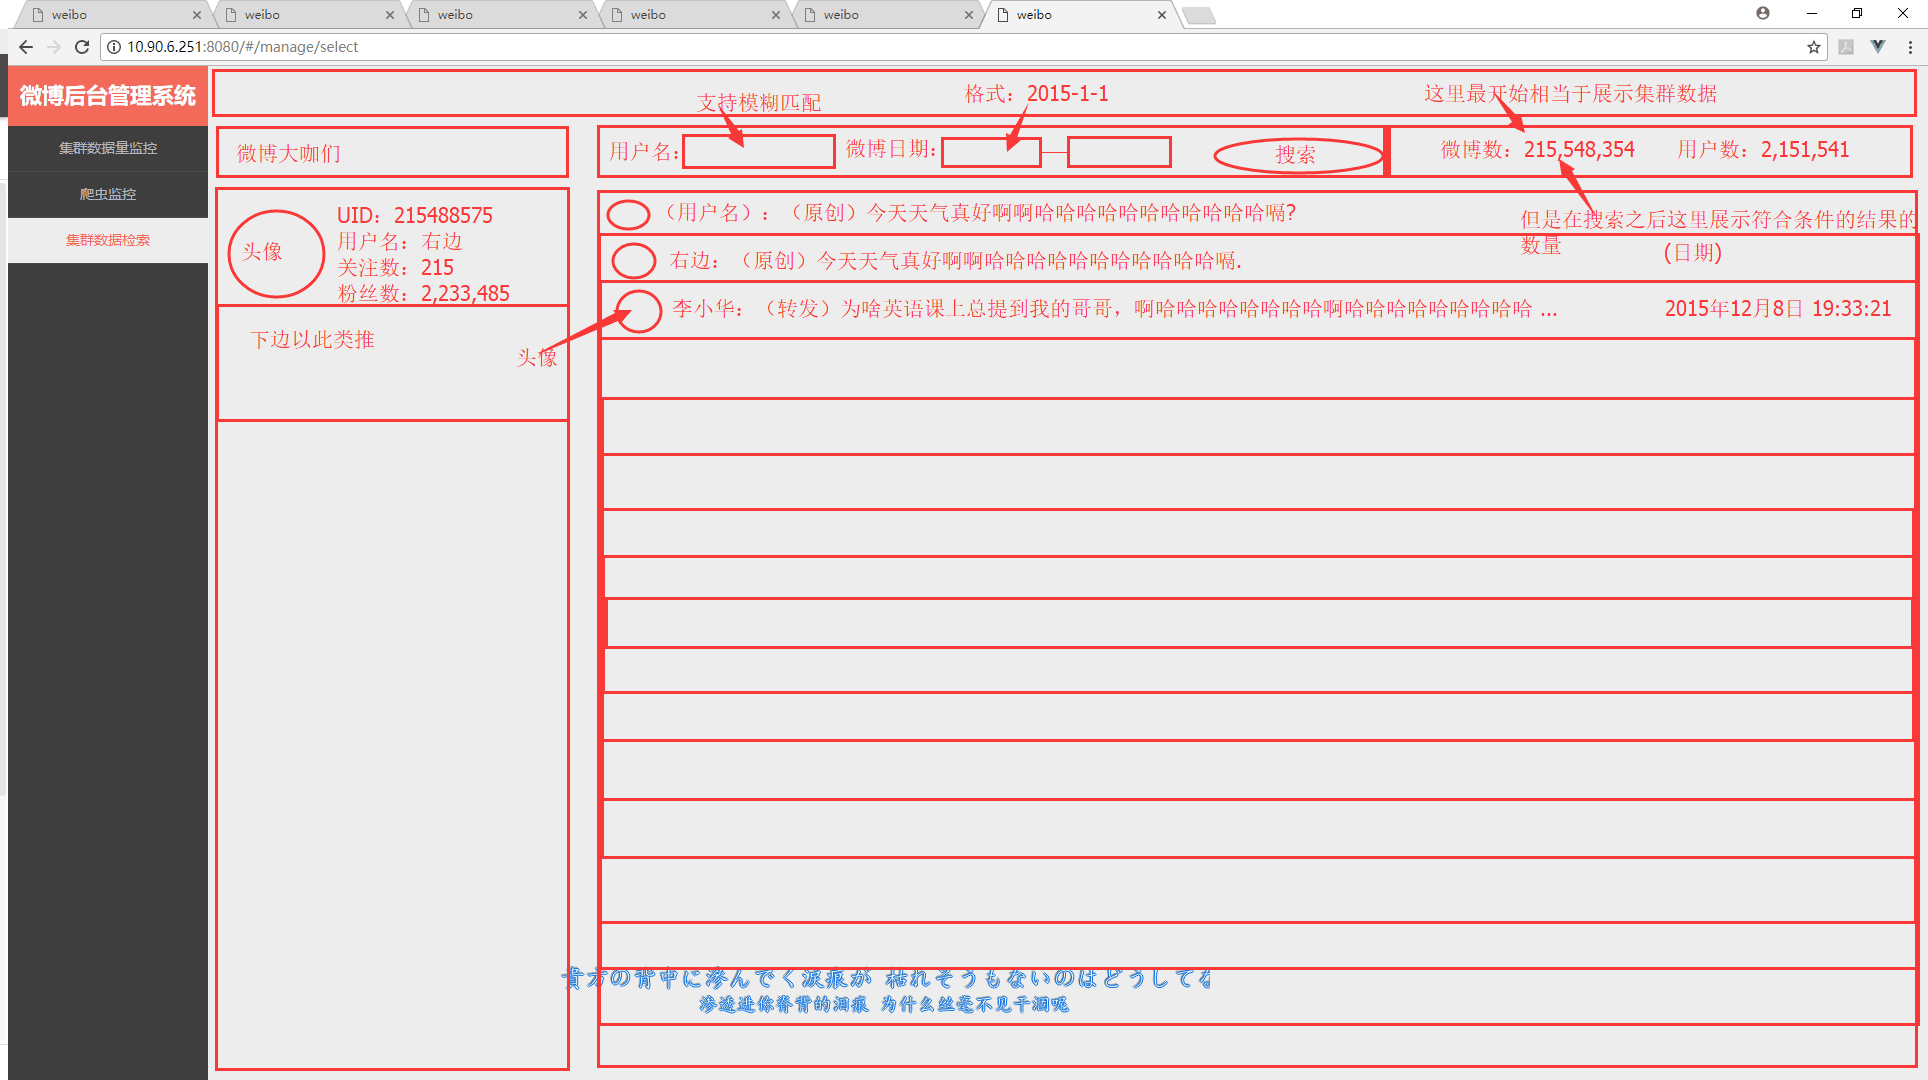 weibo
weibo
weibo
weibo
weibo
weibo
10.90.6.251:8080/#/manage/select
微博后台管理系统
集群数据量监控
爬虫监控
集群数据检索
支持模糊匹配
格式：2015-1-1
这里最开始相当于展示集群数据
微博大咖们
用户名：
微博日期：
搜索
微博数：215,548,354
用户数：2,151,541
头像
UID：215488575
用户名：右边
关注数：215
粉丝数：2,233,485
下边以此类推
头像
（用户名）：（原创）今天天气真好啊啊哈哈哈哈哈哈哈哈哈哈哈嗝?
但是在搜索之后这里展示符合条件的结果的
数量
(日期)
右边：（原创）今天天气真好啊啊哈哈哈哈哈哈哈哈哈哈哈嗝.
李小华：（转发）为啥英语课上总提到我的哥哥，啊哈哈哈哈哈哈哈哈啊哈哈哈哈哈哈哈哈哈 ...
2015年12月8日 19:33:21
貴方の背中に滲んでく涙痕が 枯れそうもないのはどうしてな
渗透进你脊背的泪痕 为什么丝毫不见干涸呢